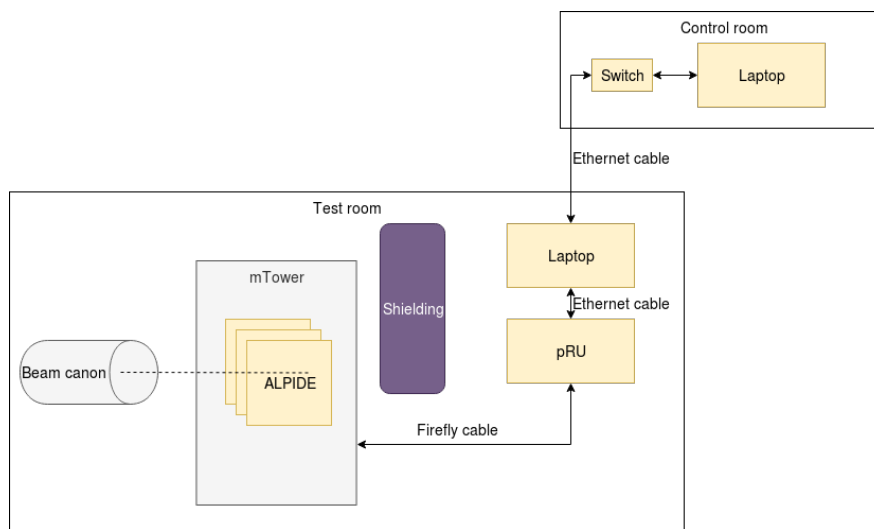 Control room
Switch
Laptop
Ethernet cable
Test room
Laptop
mTower
Shielding
Ethernet cable
pRU
Beam canon
ALPIDE
Firefly cable